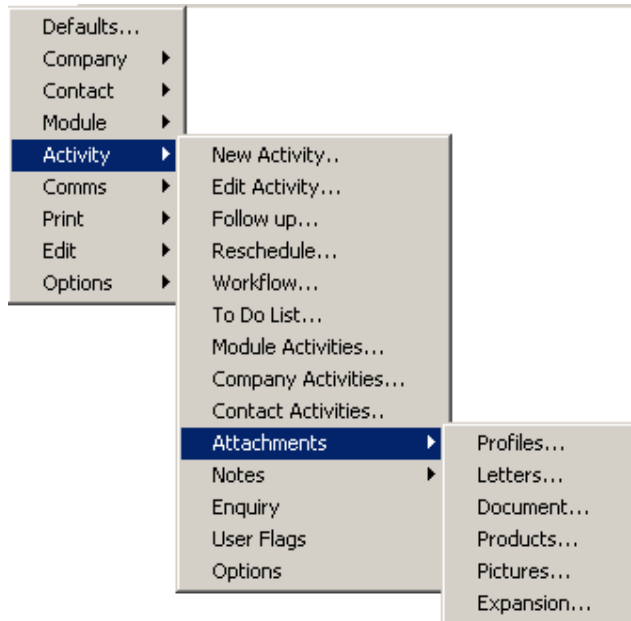 Defaults...
Company
Contact
Module
Activity
Comms
Print
Edit
Options
New Activity..
Edit Activity...
Follow up...
Reschedule...
Workflow...
To Do List...
Module Activities...
Company Activities...
Contact Activities..
Attachments
Notes
Enquiry
User Flags
Options
Profiles...
Letters...
Document...
Products...
Pictures...
Expansion...